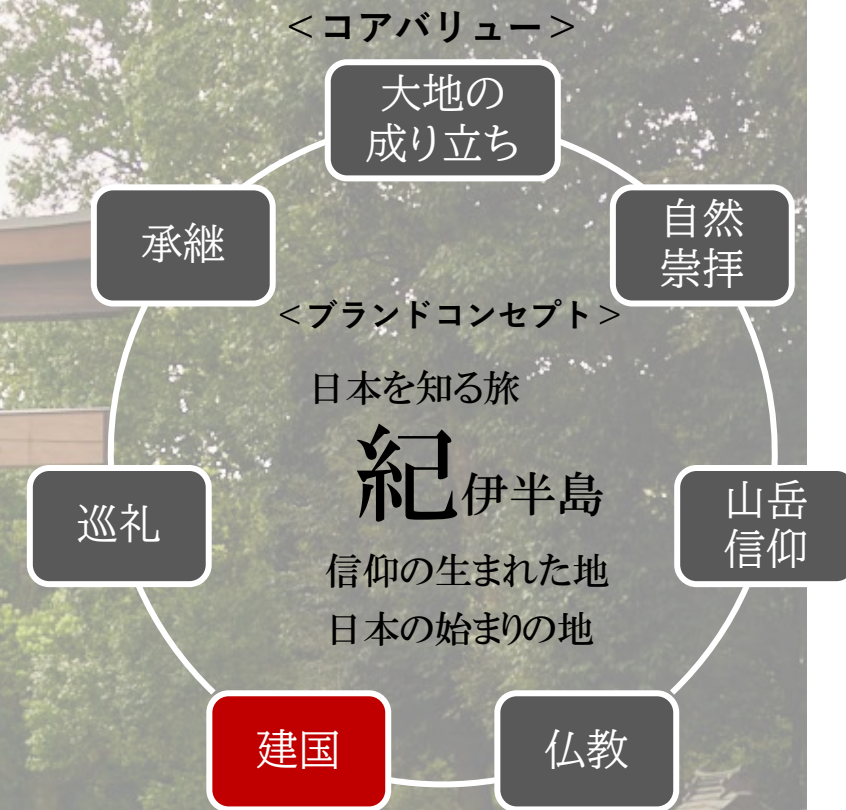 ＜コアバリュー＞
大地の
成り立ち
承継
自然
崇拝
＜ブランドコンセプト＞
日本を知る旅
紀伊半島
巡礼
山岳
信仰
信仰の生まれた地
日本の始まりの地
建国
仏教